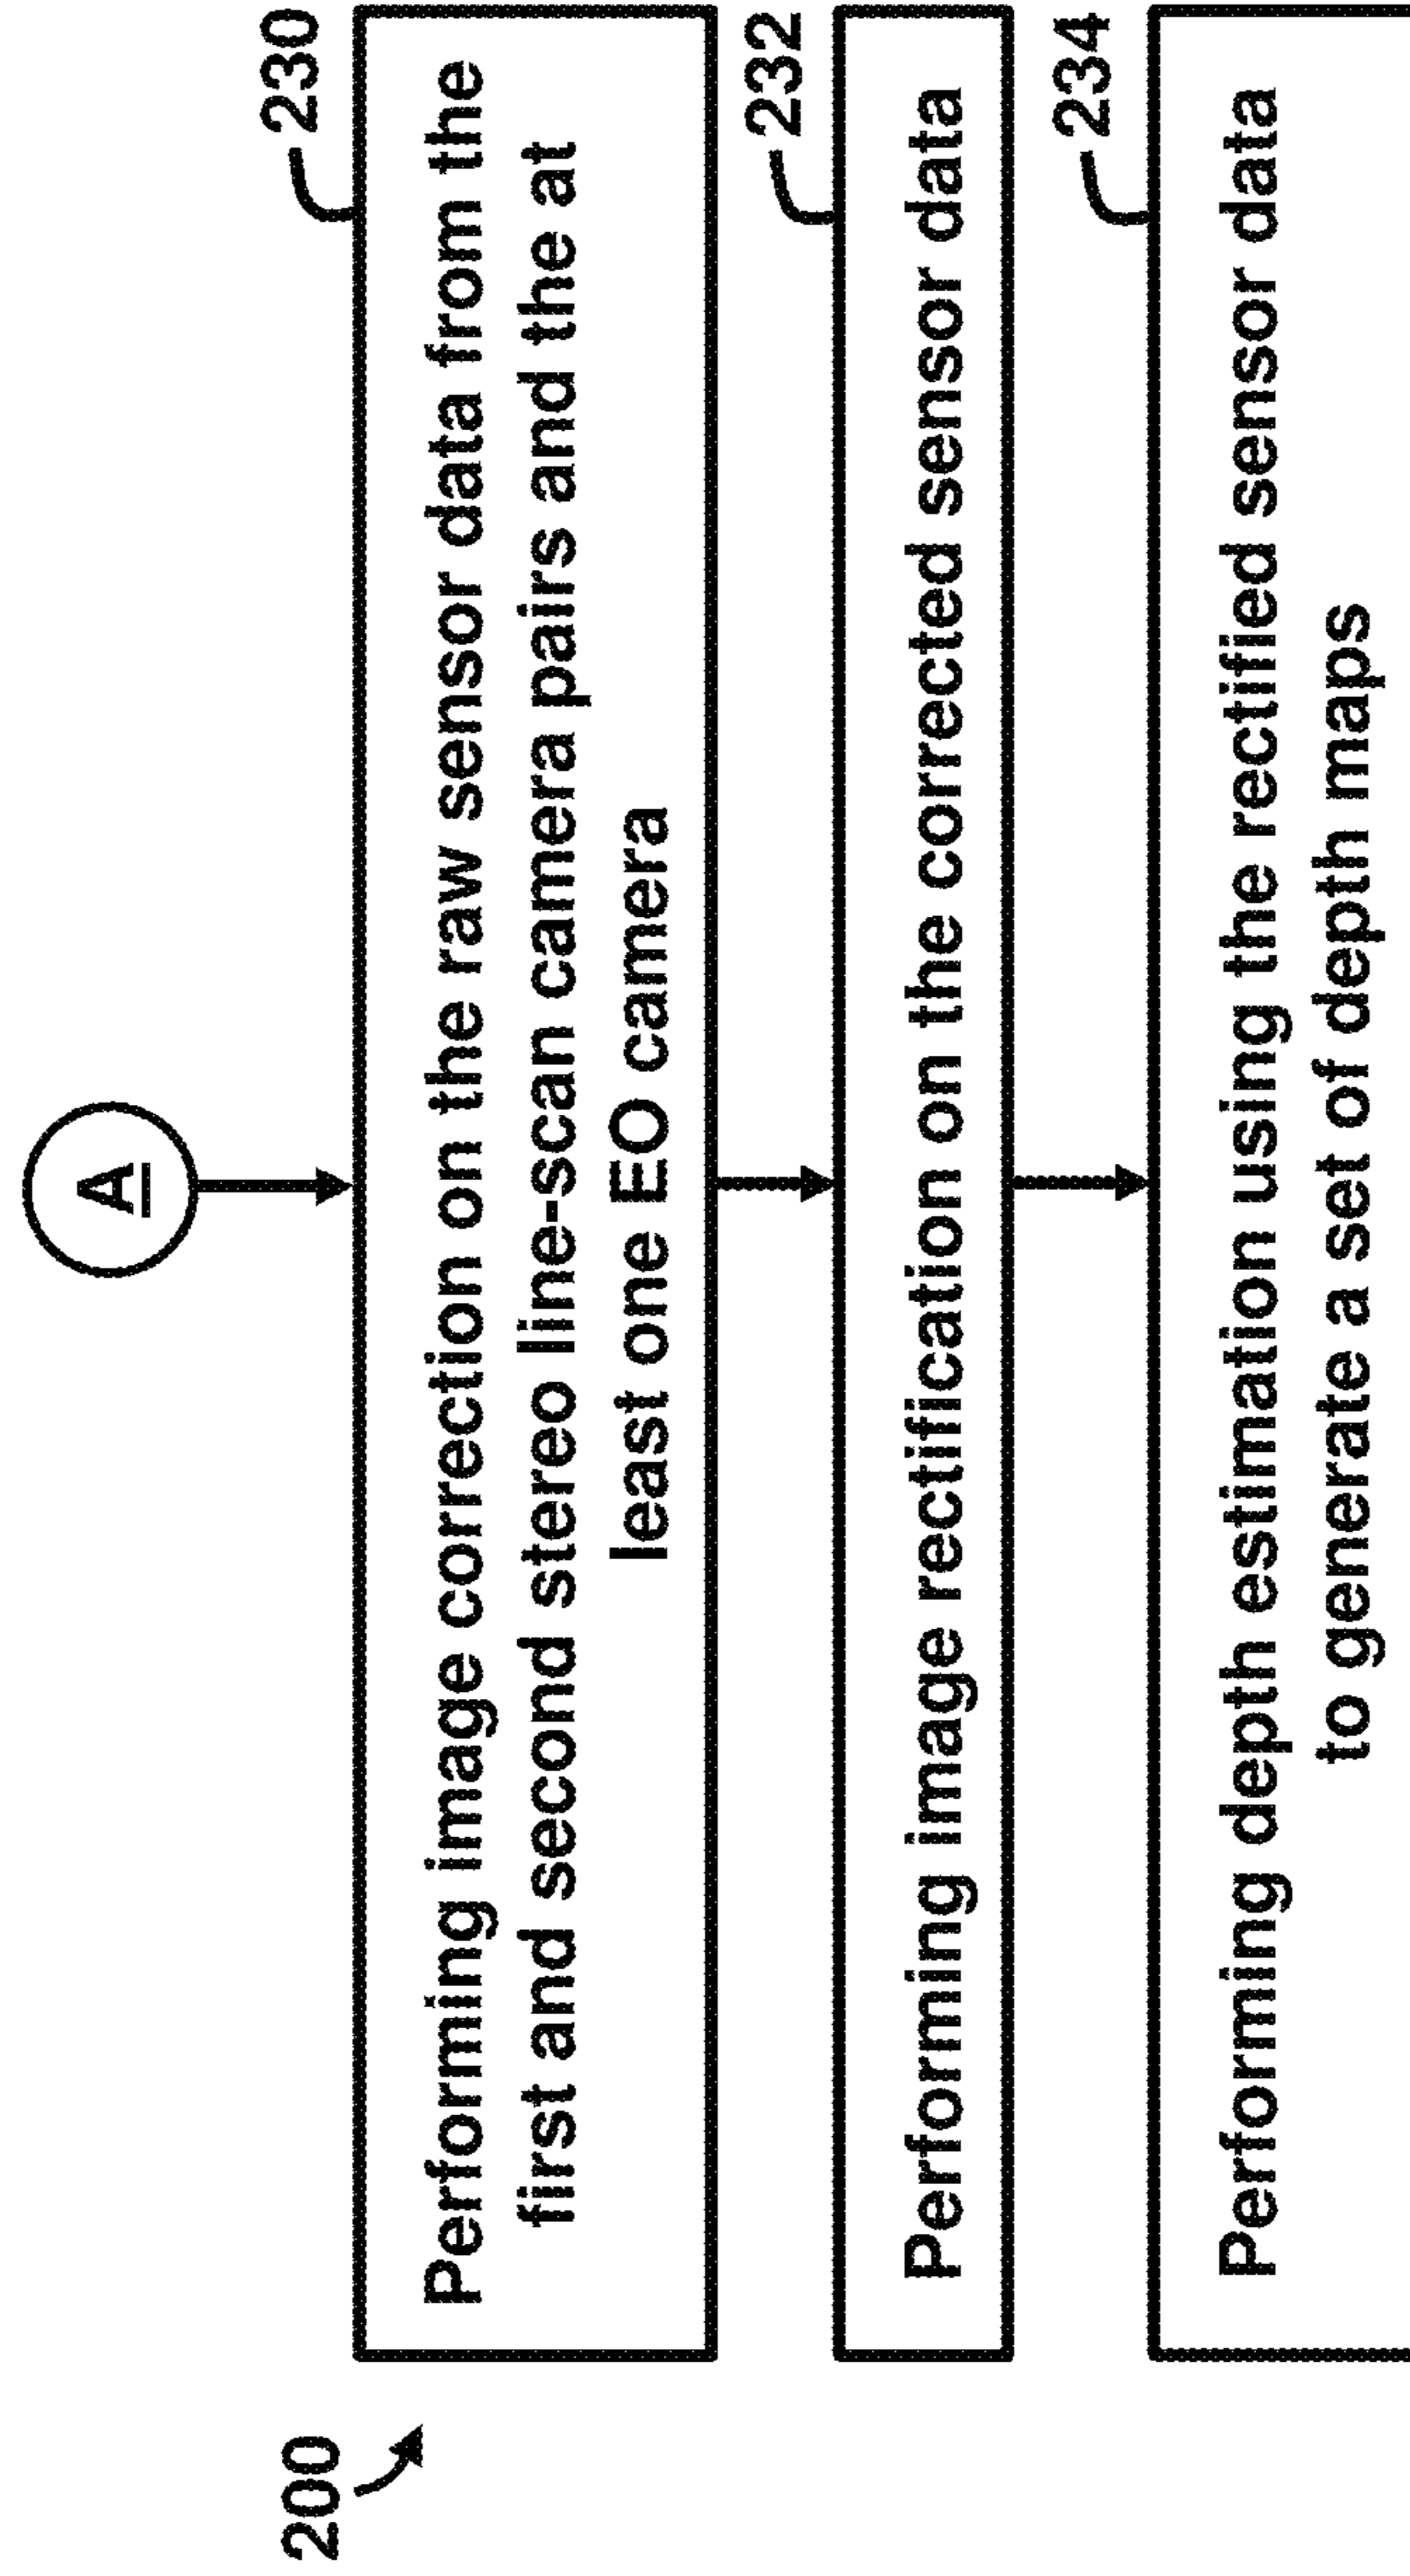 200
A
230
Performing image correction on the raw sensor data from the
first and second stereo line-scan camera pairs and the at
least one EO camera
232
Performing image rectification on the corrected sensor data
234
Performing depth estimation using the rectified sensor data
to generate a set of depth maps